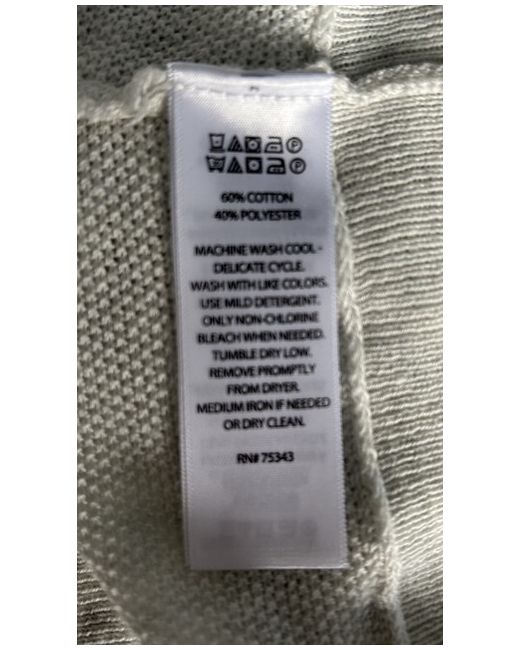 60% COTTON
40% POLYESTER
MACHINE WASH COOL -
DELICATE CYCLE.
WASH WITH LIKE COLORS.
USE MILD DETERGENT.
ONLY NON-CHLORINE
BLEACH WHEN NEEDED.
TUMBLE DRY LOW.
REMOVE PROMPTLY
FROM DRYER.
MEDIUM IRON IF NEEDED
OR DRY CLEAN.
RN# 75343